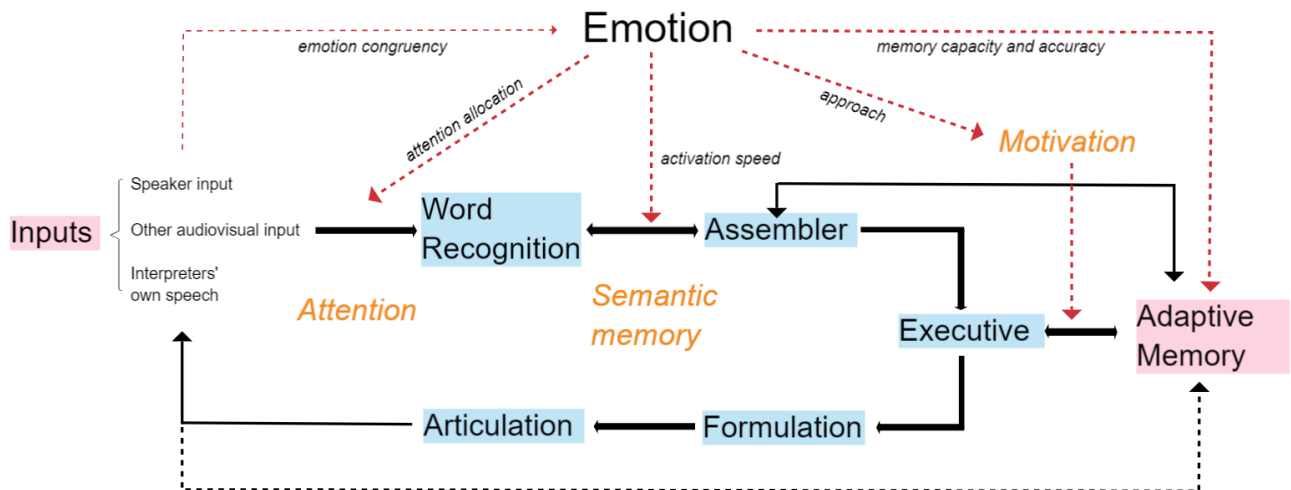 Emotion
emotion congruency
memory capacity and accuracy
attention allocation
activation speed
approach
Motivation
Speaker input
Inputs
Other audiovisual input
Interpreters'
own speech
Word
Recognition
Assembler
Attention
Semantic
memory
Executive
Adaptive
Memory
Articulation
Formulation